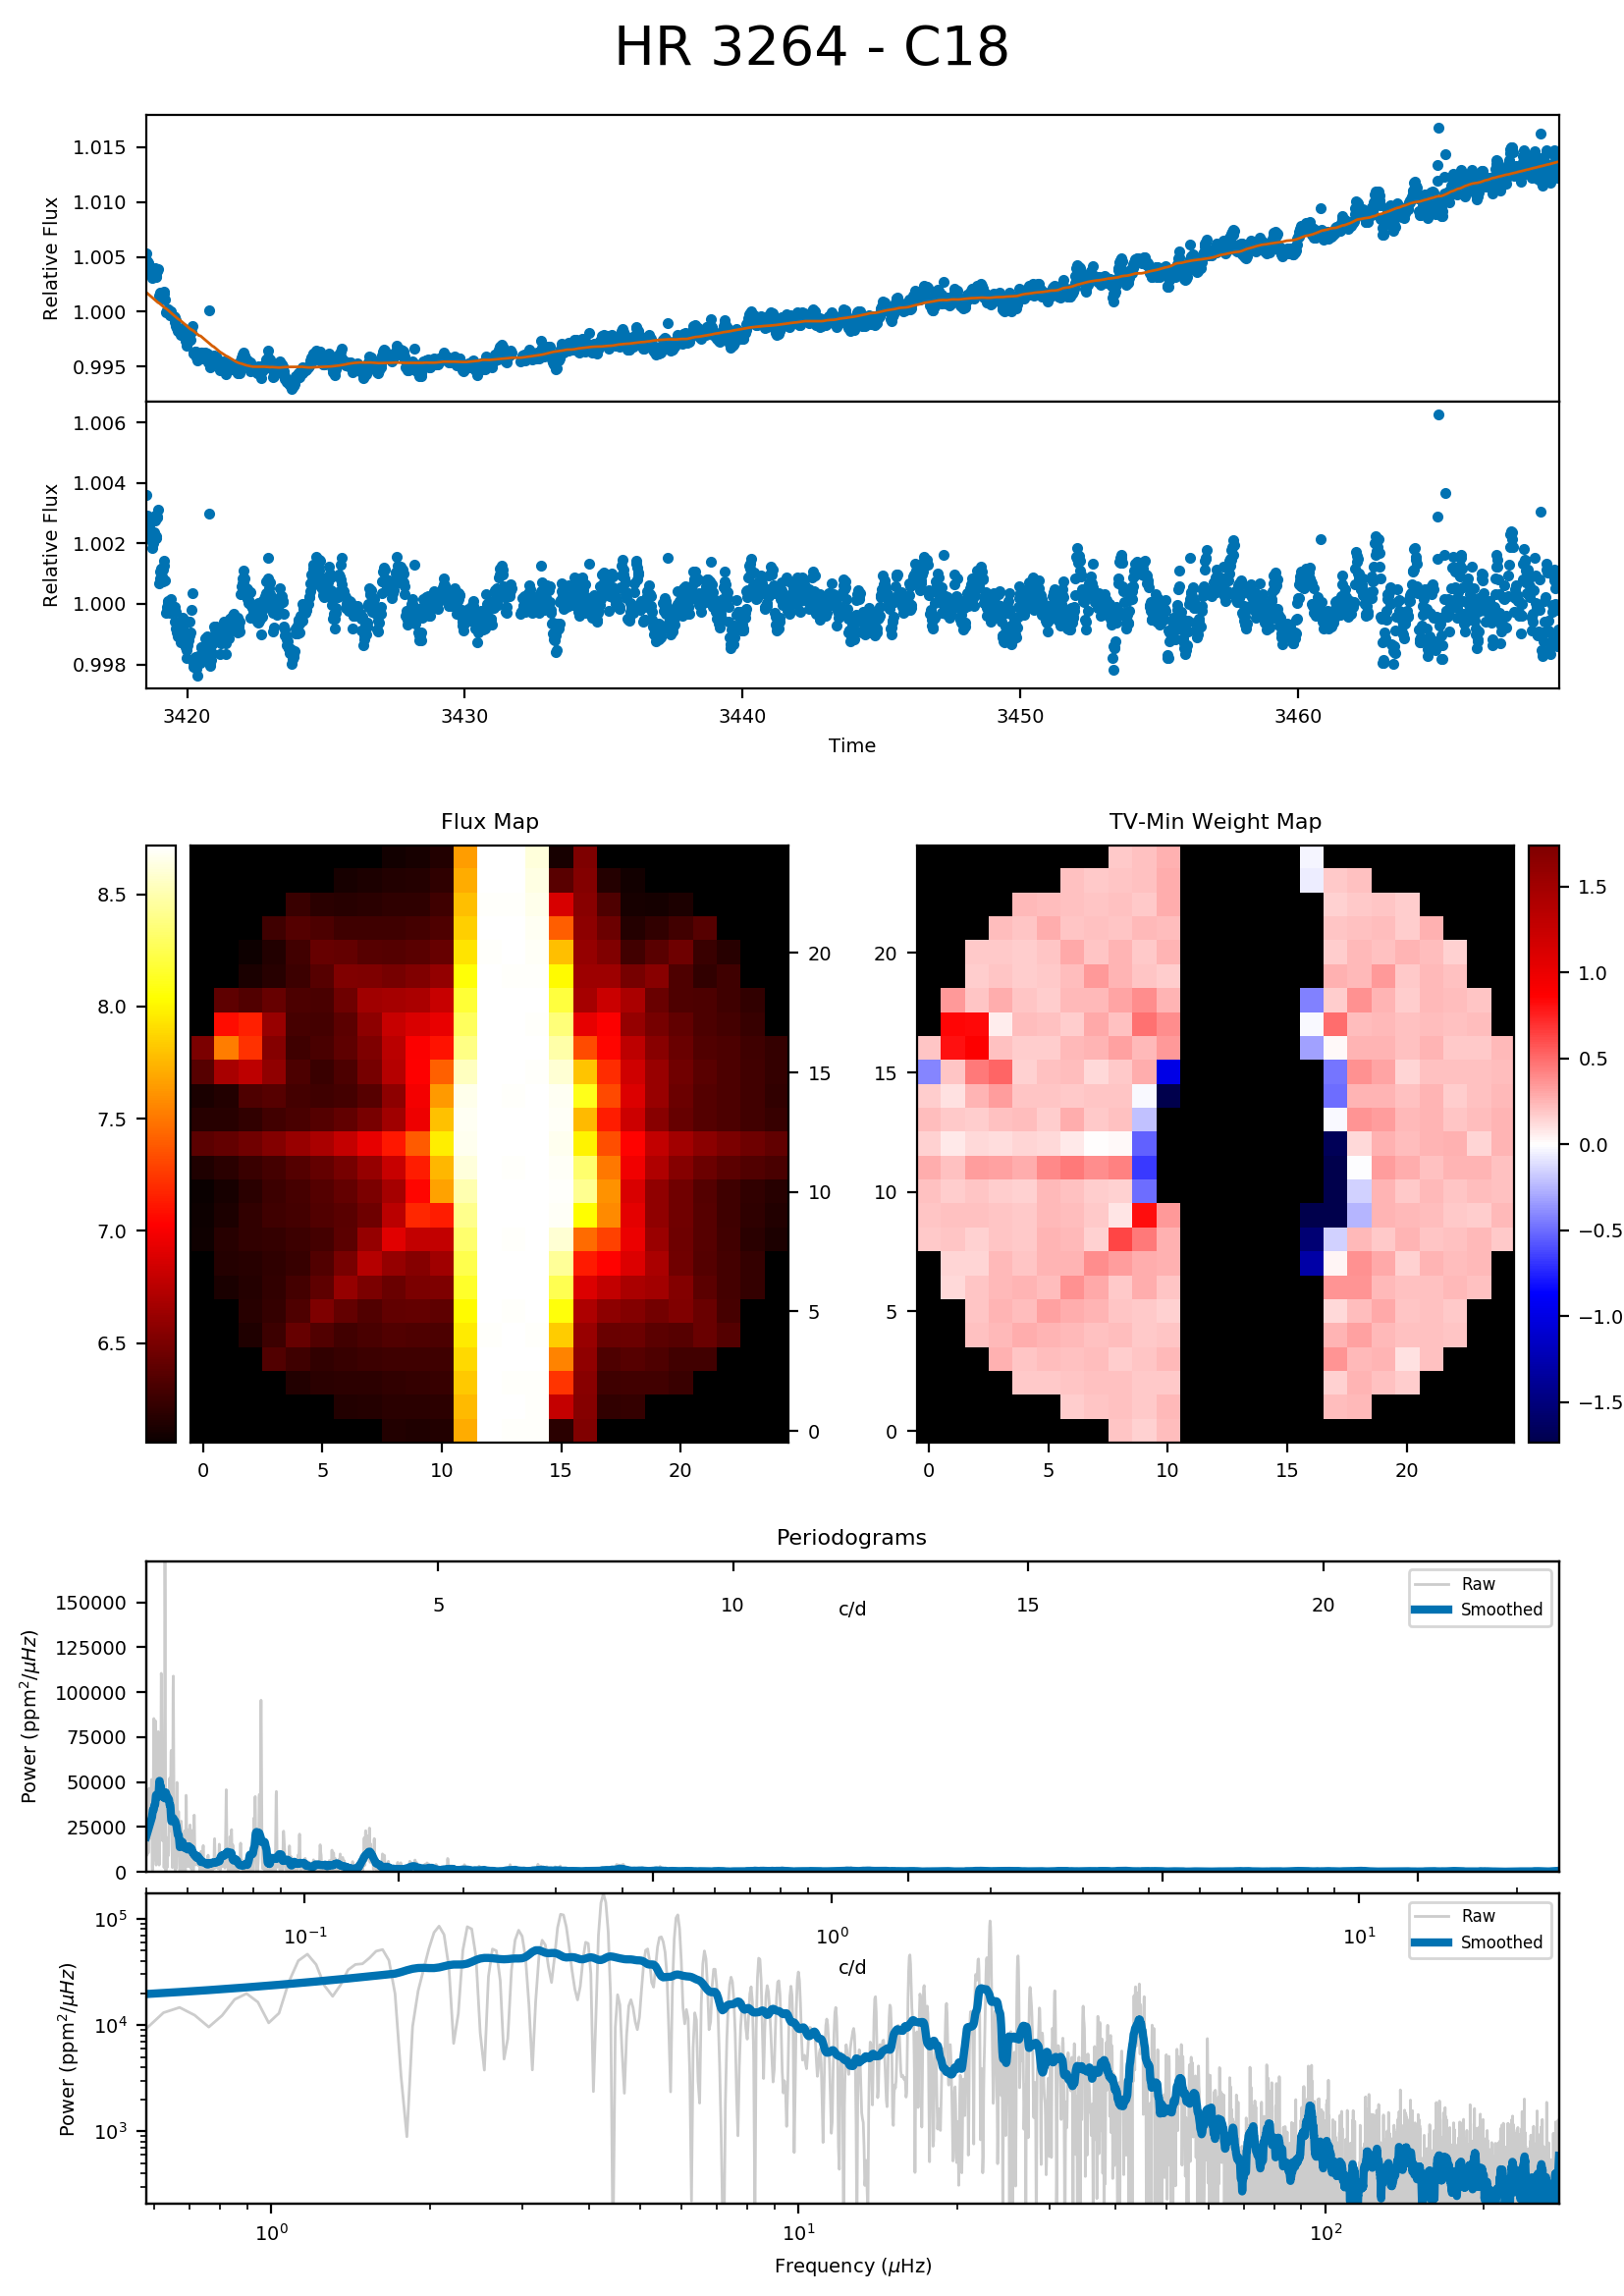 HR 3264 - C18
1.015
1.010
1.005
1.000
0.995
Relative Flux
1.006
1.004
1.002
1.000
0.998
Relative Flux
3420 3430 3440 3450 3460
Time
Flux Map
8.5
8.0
7.5
7.0
6.5
20
15
10
5
0
0 5 10 15 20
TV-Min Weight Map
20
15
10
5
0
0 5 10 15 20
1.5
1.0
0.5
0.0
−0.5
−1.0
−1.5
Periodograms
150000
125000
100000
75000
50000
25000
0
Power (ppm²/μHz)
5 10 15 20
c/d
Raw
Smoothed
10⁵
10⁴
10³
Power (ppm²/μHz)
10⁻¹ 10⁰ 10¹
c/d
Raw
Smoothed
10⁰ 10¹ 10²
Frequency (μHz)